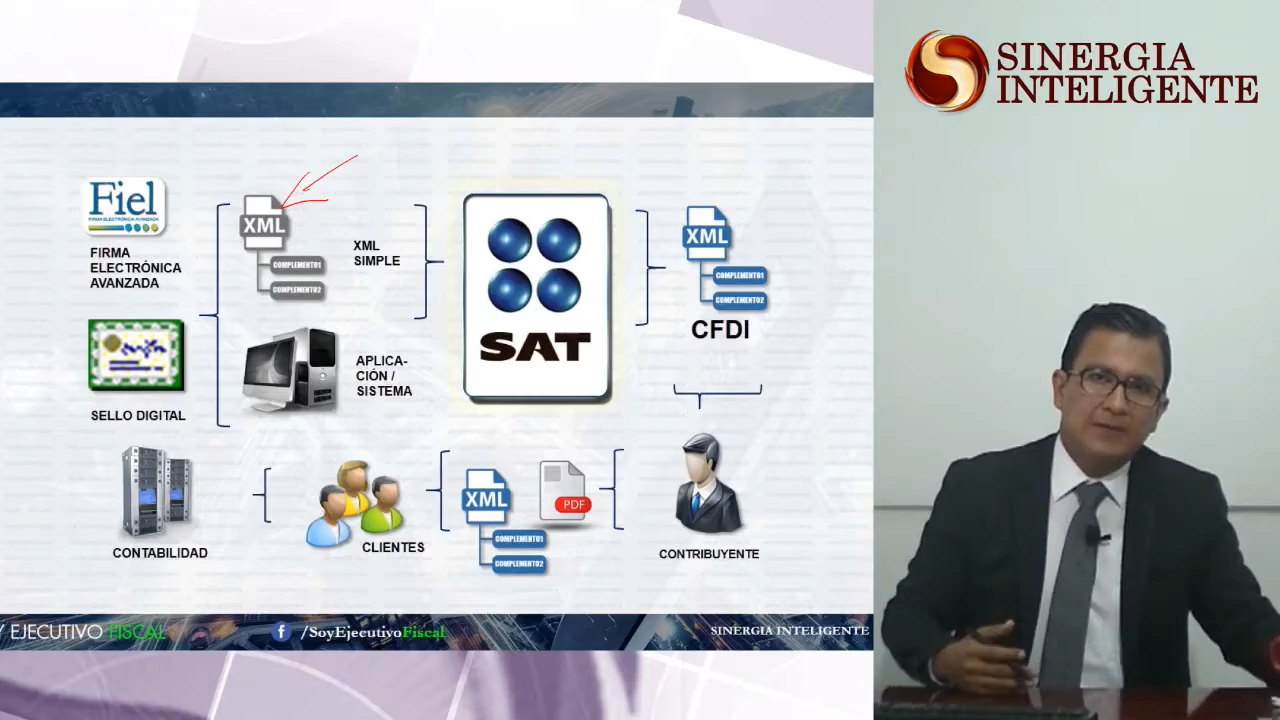 SINERGIA
INTELIGENTE
Fiel
FIRMA ELECTRÓNICA AVANZADA
FIRMA
ELECTRÓNICA
AVANZADA
XML
COMPLEMENTO1
COMPLEMENTO2
XML
SIMPLE
SAT
XML
COMPLEMENTO1
COMPLEMENTO2
CFDI
SELLO DIGITAL
APLICA-
CIÓN /
SISTEMA
CONTABILIDAD
CLIENTES
XML
COMPLEMENTO1
COMPLEMENTO2
PDF
CONTRIBUYENTE
Y EJECUTIVO FISCAL
f /SoyEjecutivoFiscal
SINERGIA INTELIGENTE